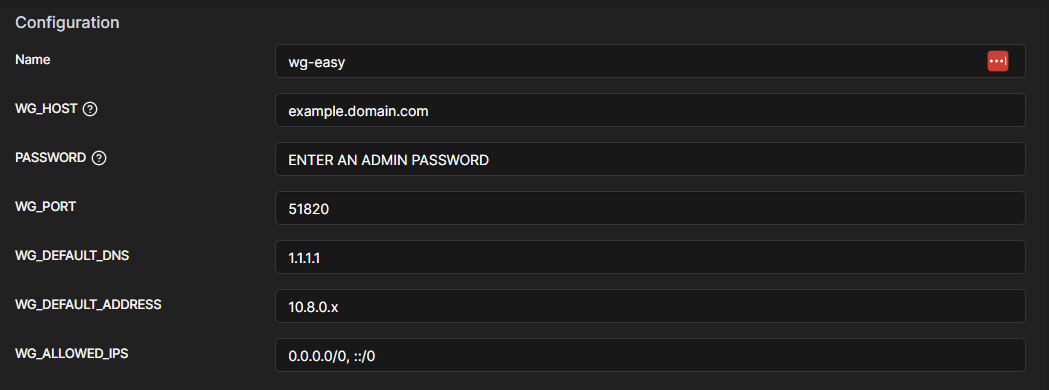 Configuration
Name wg-easy
WG_HOST ? example.domain.com
PASSWORD ? ENTER AN ADMIN PASSWORD
WG_PORT 51820
WG_DEFAULT_DNS 1.1.1.1
WG_DEFAULT_ADDRESS 10.8.0.x
WG_ALLOWED_IPS 0.0.0.0/0, ::/0